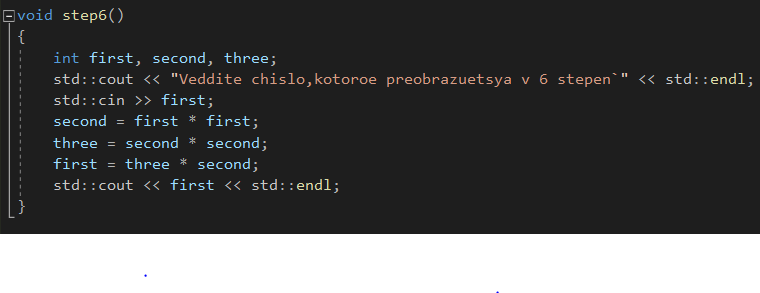 void step6()
{
int first, second, three;
std::cout << "Veddite chislo,kotoroe preobrazuetsya v 6 stepen`" << std::endl;
std::cin >> first;
second = first * first;
three = second * second;
first = three * second;
std::cout << first << std::endl;
}